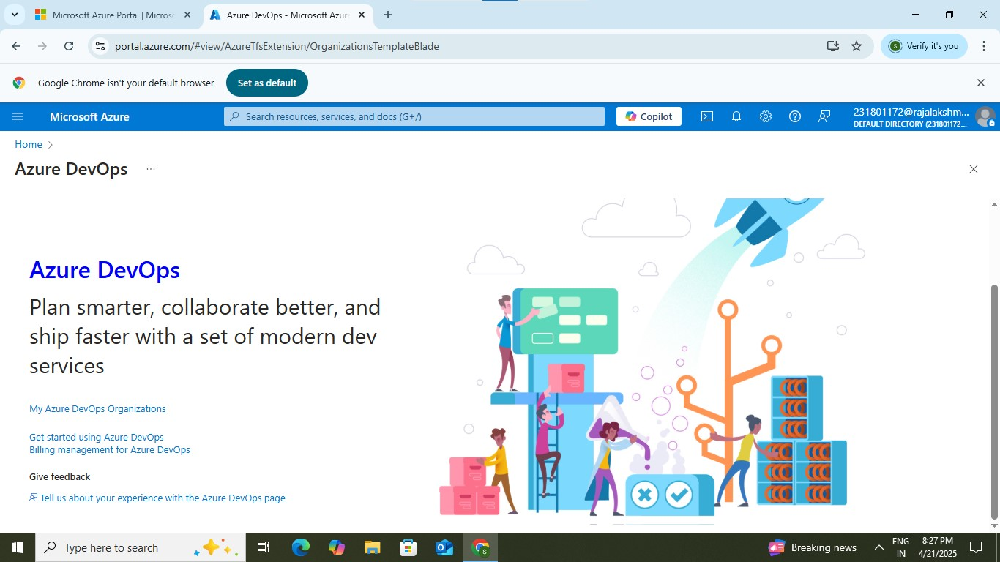 Microsoft Azure Portal | Micros
Azure DevOps - Microsoft Azur
portal.azure.com/#view/AzureTfsExtension/OrganizationsTemplateBlade
S
Verify it's you
Google Chrome isn't your default browser
Set as default
Microsoft Azure
Search resources, services, and docs (G+/)
Copilot
231801172@rajalakshm...
DEFAULT DIRECTORY (231801172...
Home
Azure DevOps
Azure DevOps
Plan smarter, collaborate better, and
ship faster with a set of modern dev
services
My Azure DevOps Organizations
Get started using Azure DevOps
Billing management for Azure DevOps
Give feedback
Tell us about your experience with the Azure DevOps page
Type here to search
S
Breaking news
ENG
IN
8:27 PM
4/21/2025